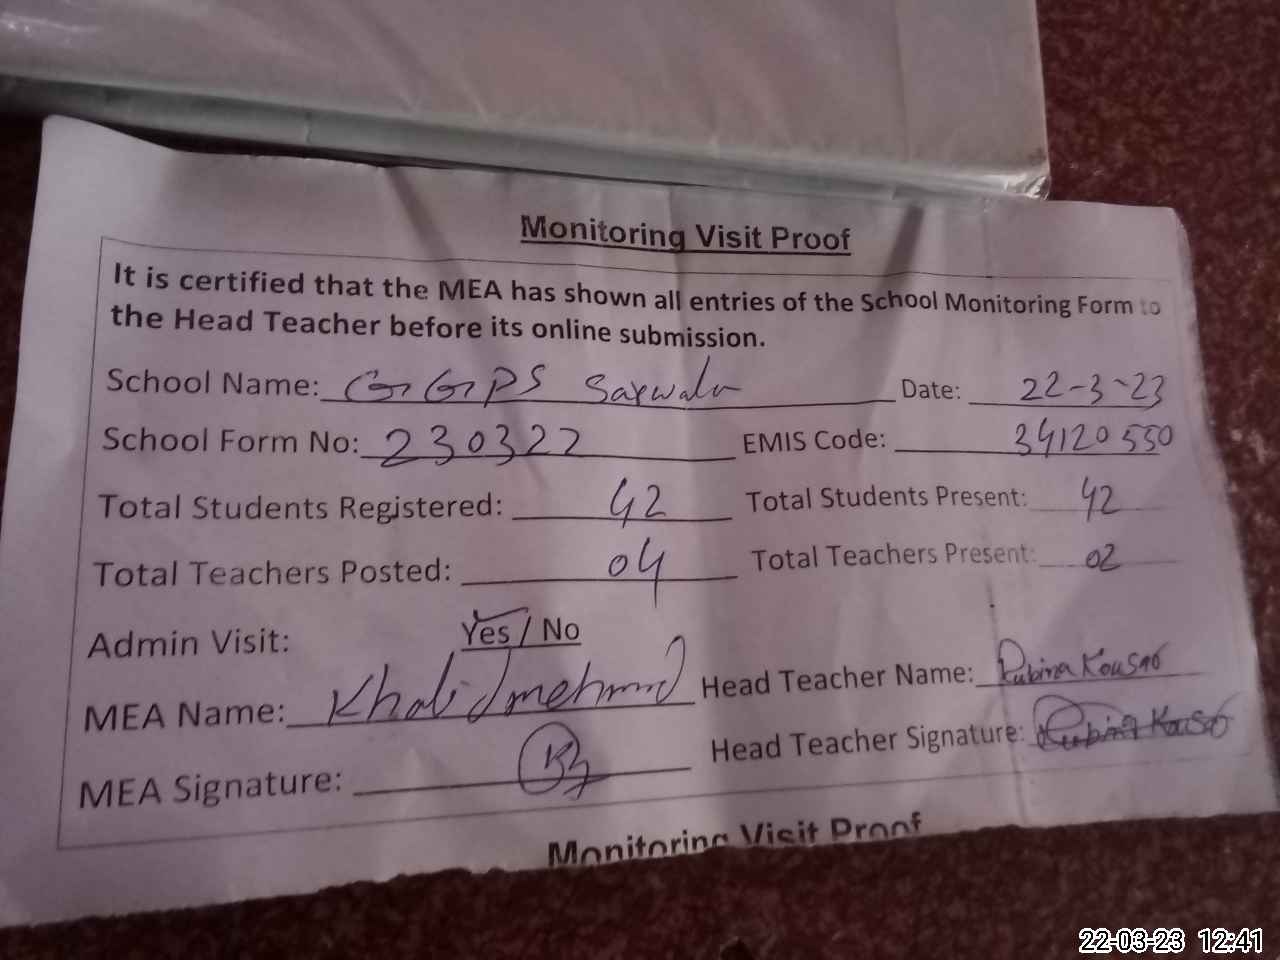 Monitoring Visit Proof
It is certified that the MEA has shown all entries of the School Monitoring Form to
the Head Teacher before its online submission.
School Name: GGPS Sarwala Date: 22-3-23
School Form No: 230322 EMIS Code: 34120550
Total Students Registered: 42 Total Students Present: 42
Total Teachers Posted: 04 Total Teachers Present: 02
Admin Visit: Yes / No
MEA Name: Khalid mehmod Head Teacher Name: Rubina Kousar
MEA Signature: Head Teacher Signature: Rubina Kousar
Monitoring Visit Proof
22-03-23 12:41